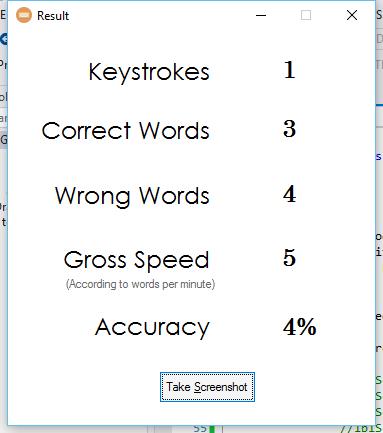 Result
Keystrokes 1
Correct Words 3
Wrong Words 4
Gross Speed 5
(According to words per minute)
Accuracy 4%
Take Screenshot
55